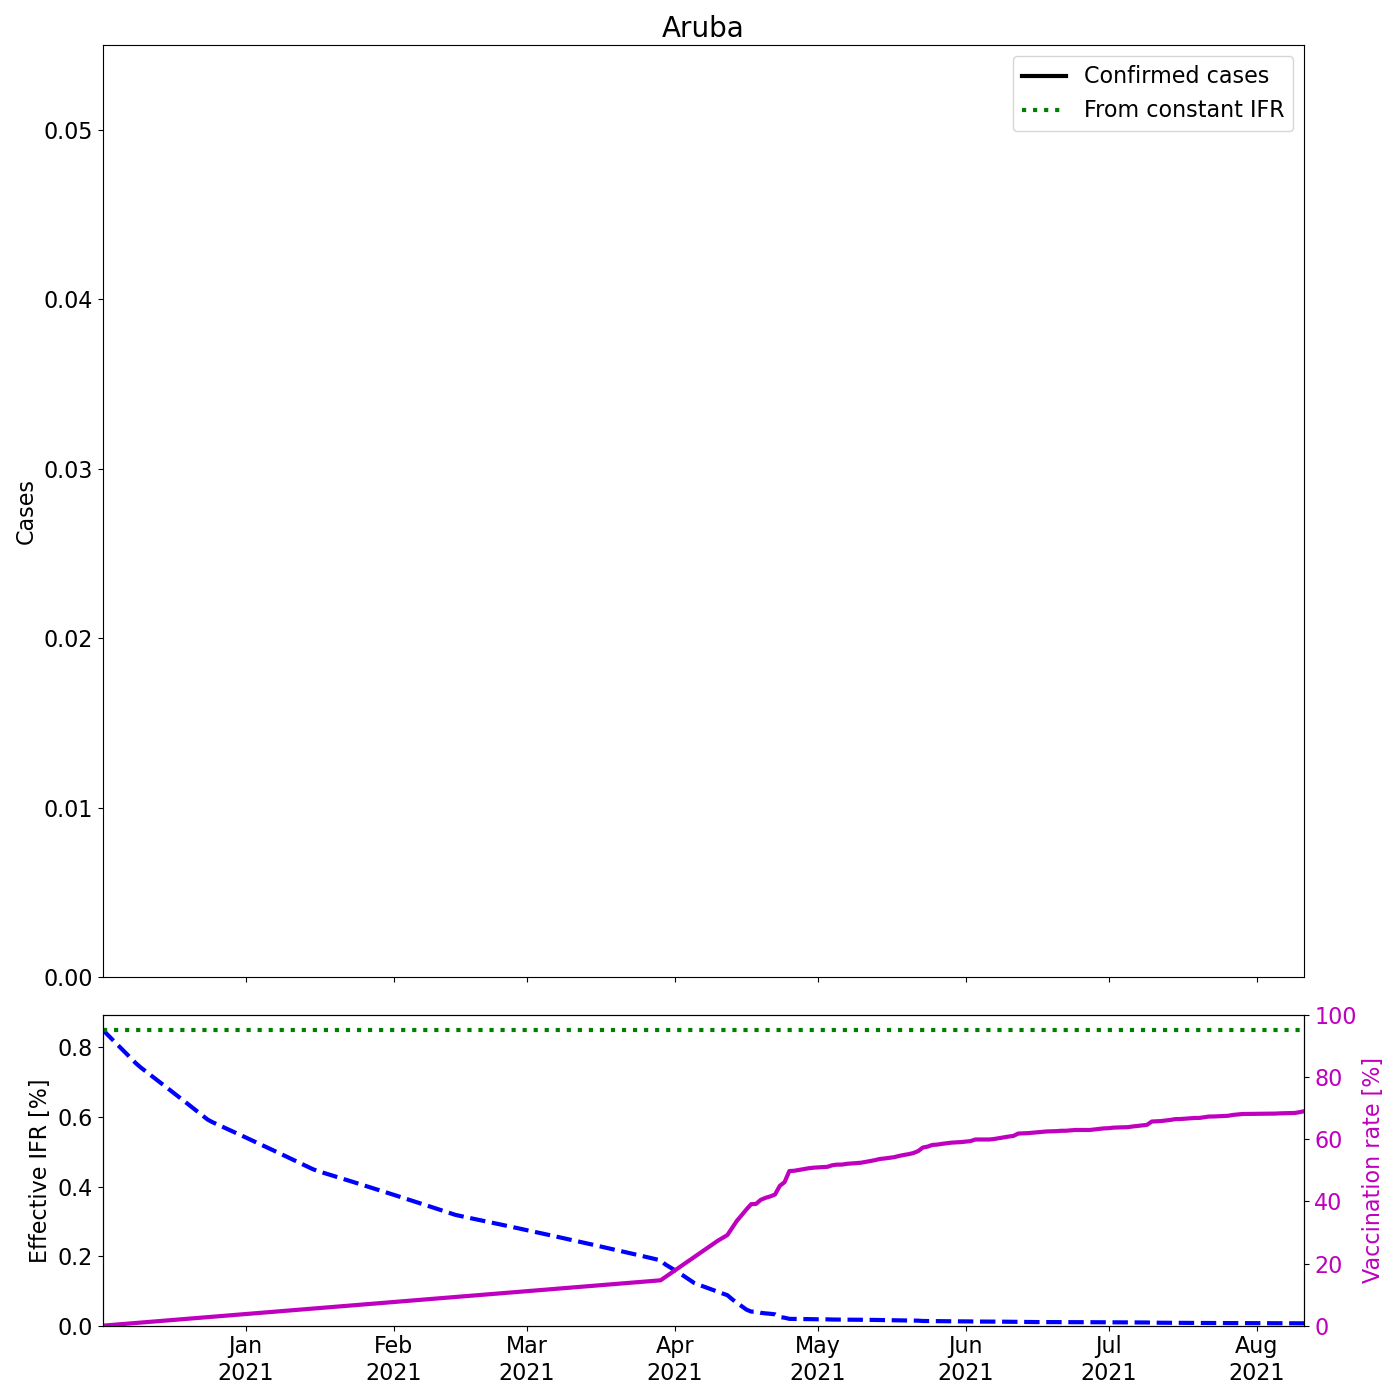 Aruba
Confirmed cases
From constant IFR
0.05
0.04
0.03
0.02
0.01
0.00
Cases
0.8
0.6
0.4
0.2
0.0
Effective IFR [%]
100
80
60
40
20
0
Vaccination rate [%]
Jan
2021
Feb
2021
Mar
2021
Apr
2021
May
2021
Jun
2021
Jul
2021
Aug
2021